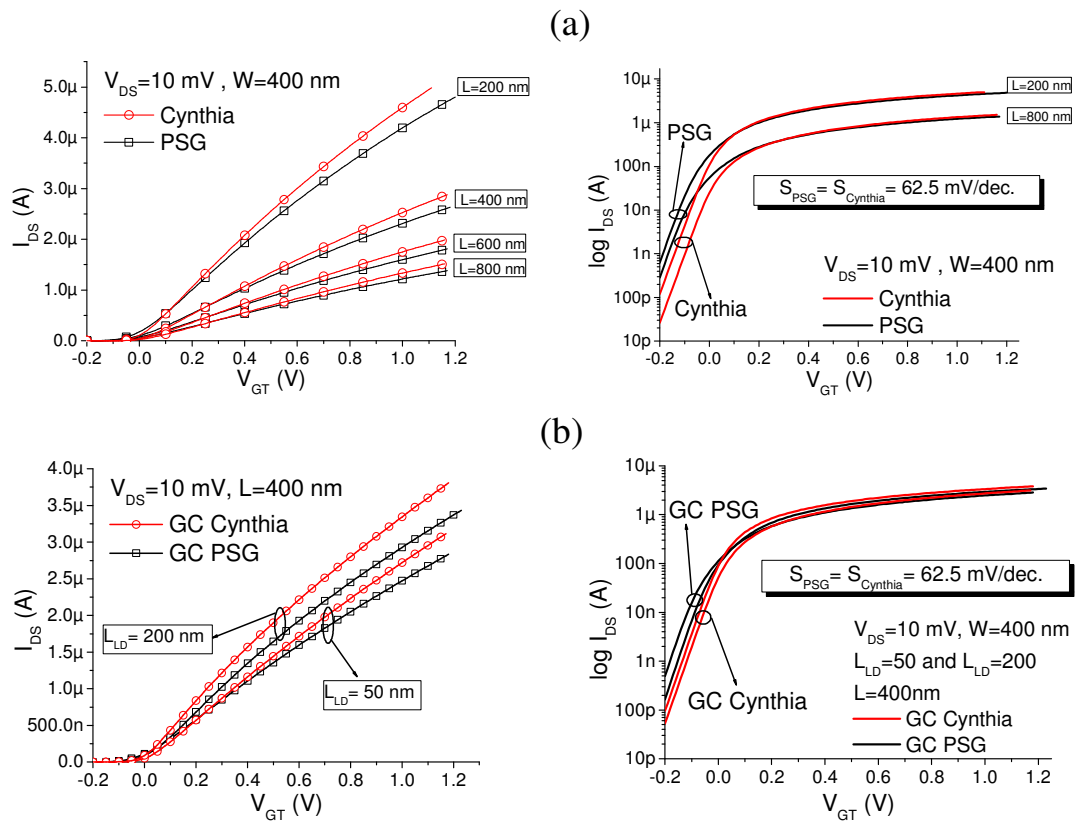 (a)
V_DS=10 mV , W=400 nm
Cynthia
PSG
L=200 nm
L=400 nm
L=600 nm
L=800 nm
5.0µ
4.0µ
3.0µ
2.0µ
1.0µ
0.0
-0.2 0.0 0.2 0.4 0.6 0.8 1.0 1.2
I_DS (A)
V_GT (V)
10µ
1µ
100n
10n
1n
100p
10p
log I_DS (A)
PSG
L=200 nm
L=800 nm
S_PSG= S_Cynthia= 62.5 mV/dec.
V_DS=10 mV , W=400 nm
Cynthia
Cynthia
PSG
-0.2 0.0 0.2 0.4 0.6 0.8 1.0 1.2
V_GT (V)
(b)
4.0µ
3.5µ
3.0µ
2.5µ
2.0µ
1.5µ
1.0µ
500.0n
0.0
I_DS (A)
V_DS=10 mV, L=400 nm
GC Cynthia
GC PSG
L_LD= 200 nm
L_LD= 50 nm
-0.2 0.0 0.2 0.4 0.6 0.8 1.0 1.2
V_GT (V)
10µ
1µ
100n
10n
1n
100p
10p
log I_DS (A)
GC PSG
S_PSG= S_Cynthia= 62.5 mV/dec.
V_DS=10 mV, W=400 nm
L_LD=50 and L_LD=200
L=400nm
GC Cynthia
GC Cynthia
GC PSG
-0.2 0.0 0.2 0.4 0.6 0.8 1.0 1.2
V_GT (V)